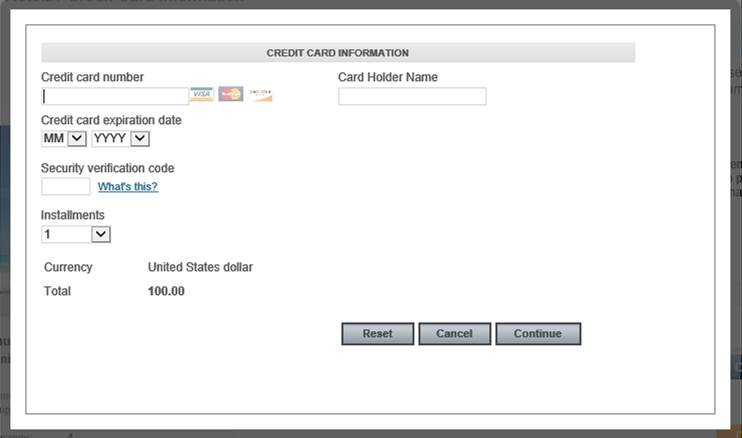 CREDIT CARD INFORMATION
Credit card number
Card Holder Name
VISA
Credit card expiration date
MM YYYY
Security verification code
What's this?
Installments
1
Currency United States dollar
Total 100.00
Reset Cancel Continue